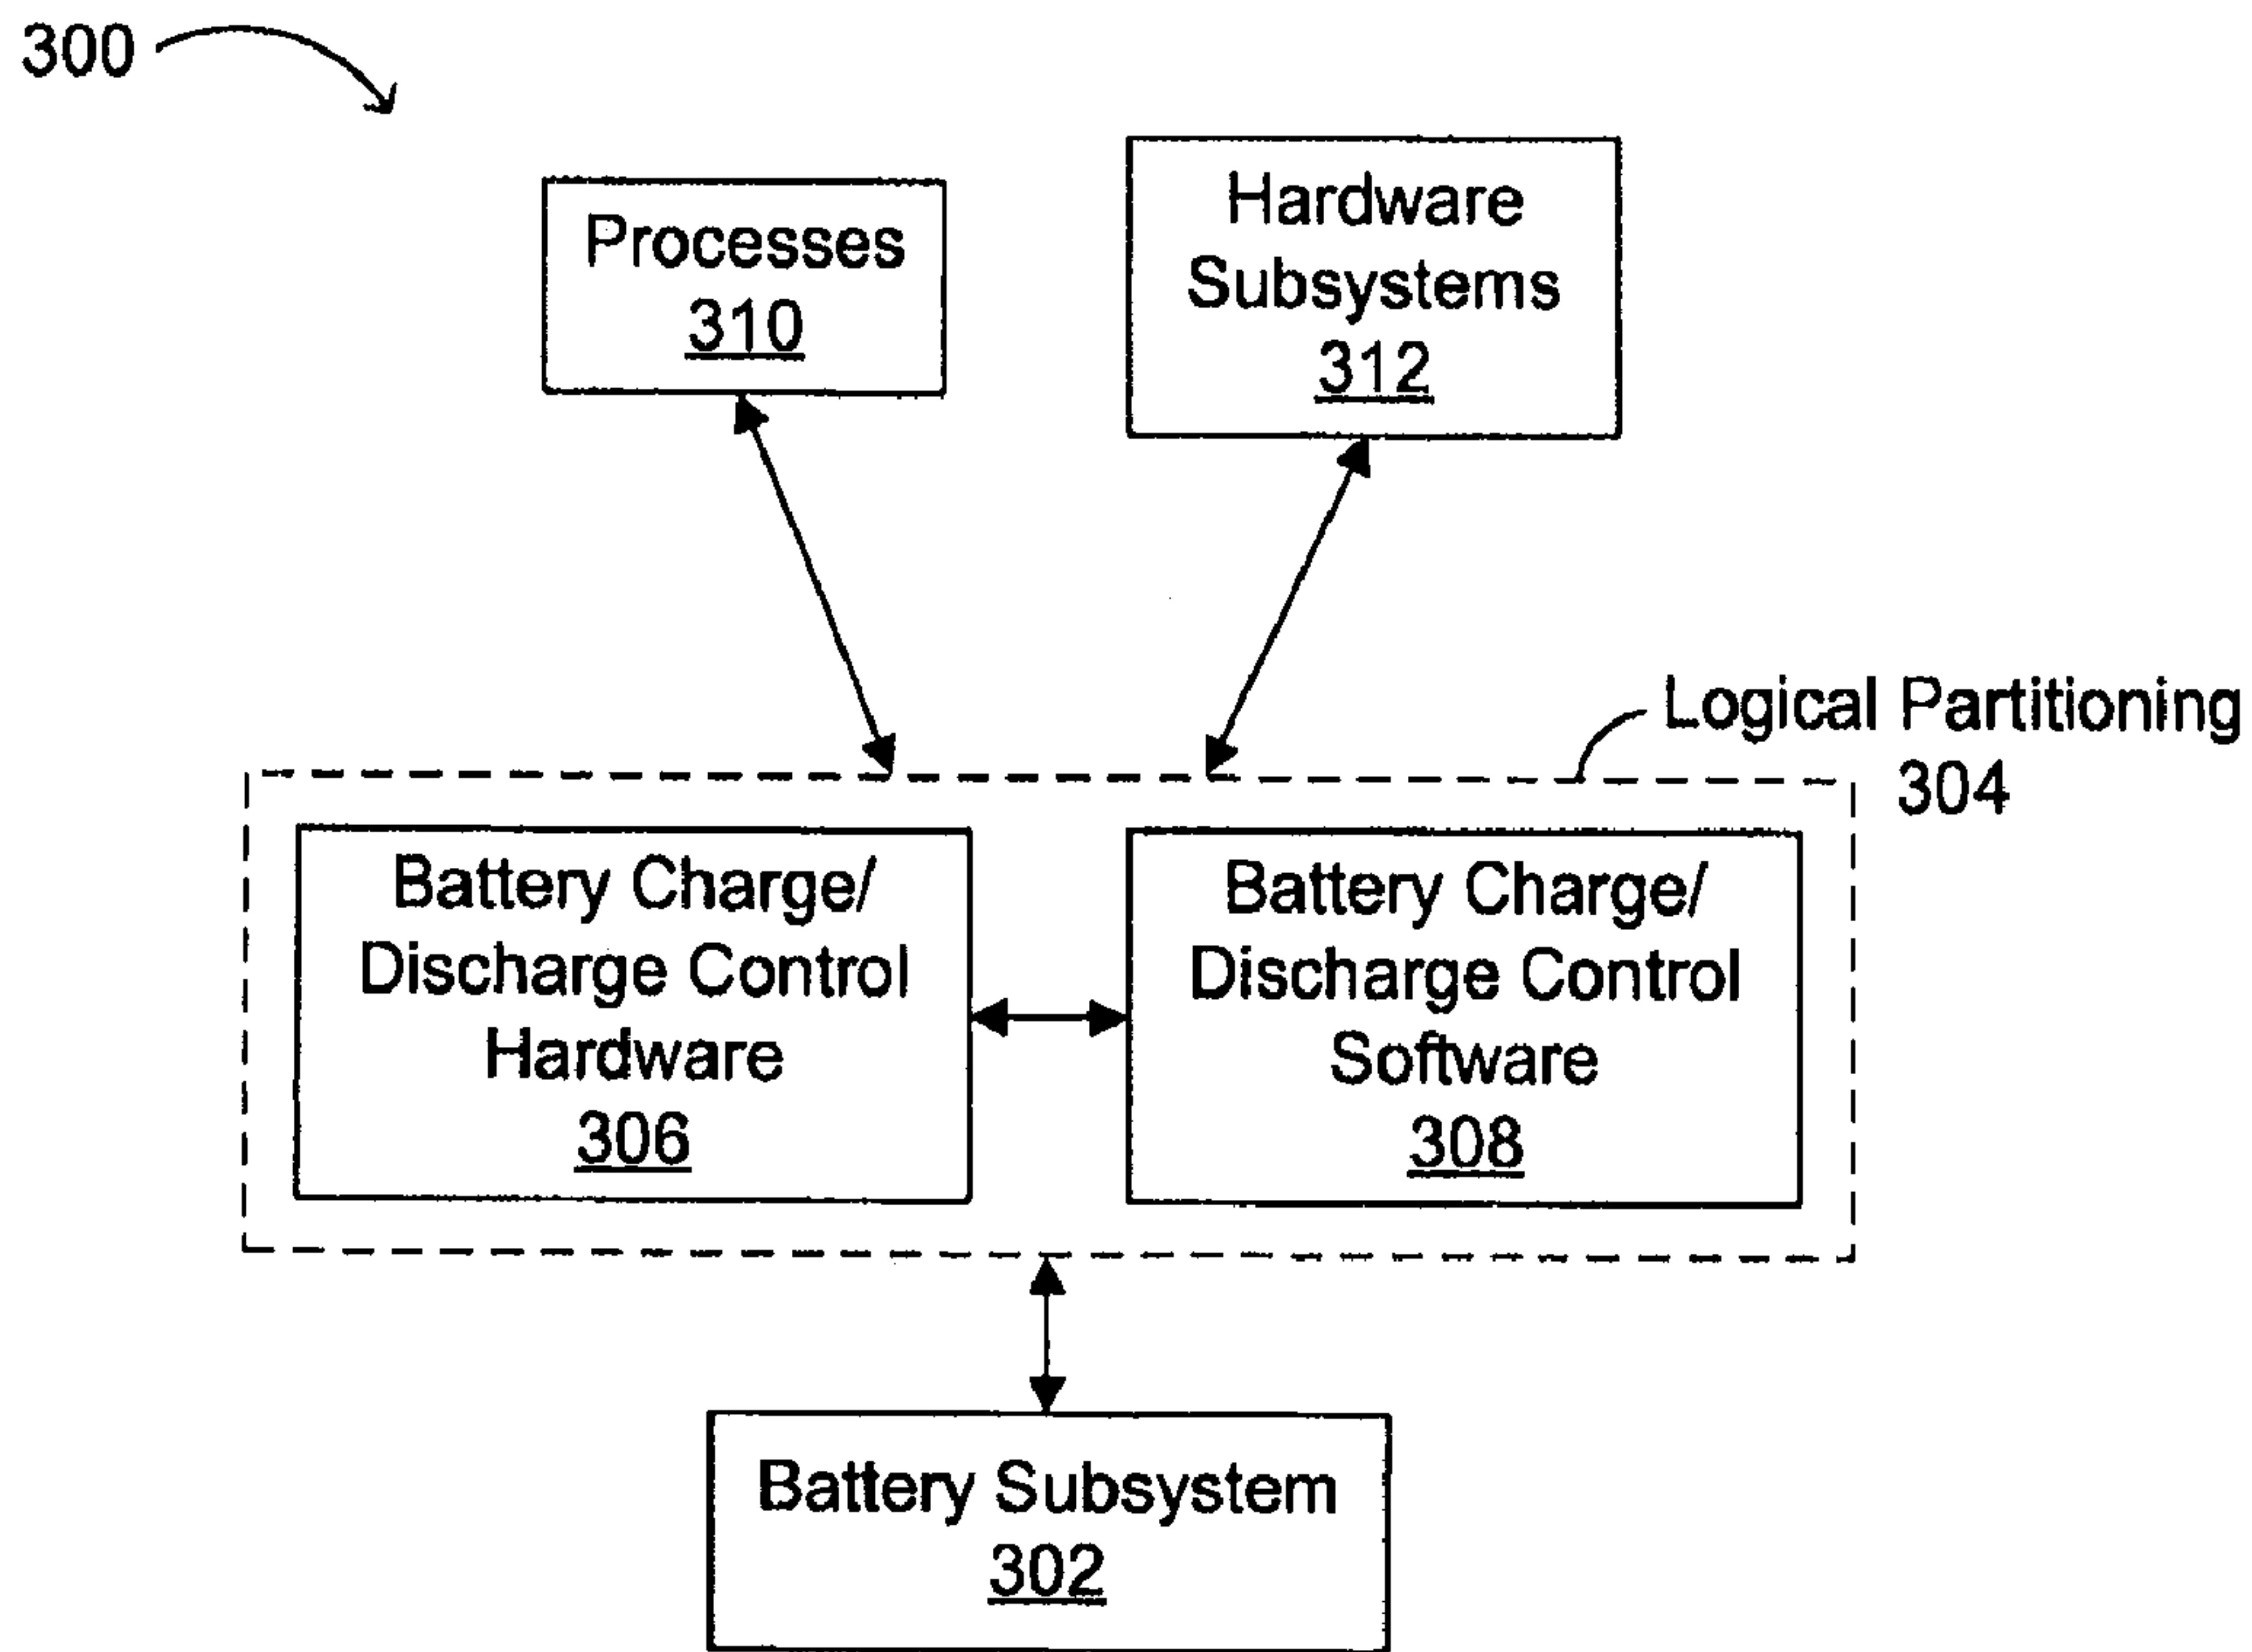 300
Processes
310
Hardware
Subsystems
312
Logical Partitioning
304
Battery Charge/
Discharge Control
Hardware
306
Battery Charge/
Discharge Control
Software
308
Battery Subsystem
302